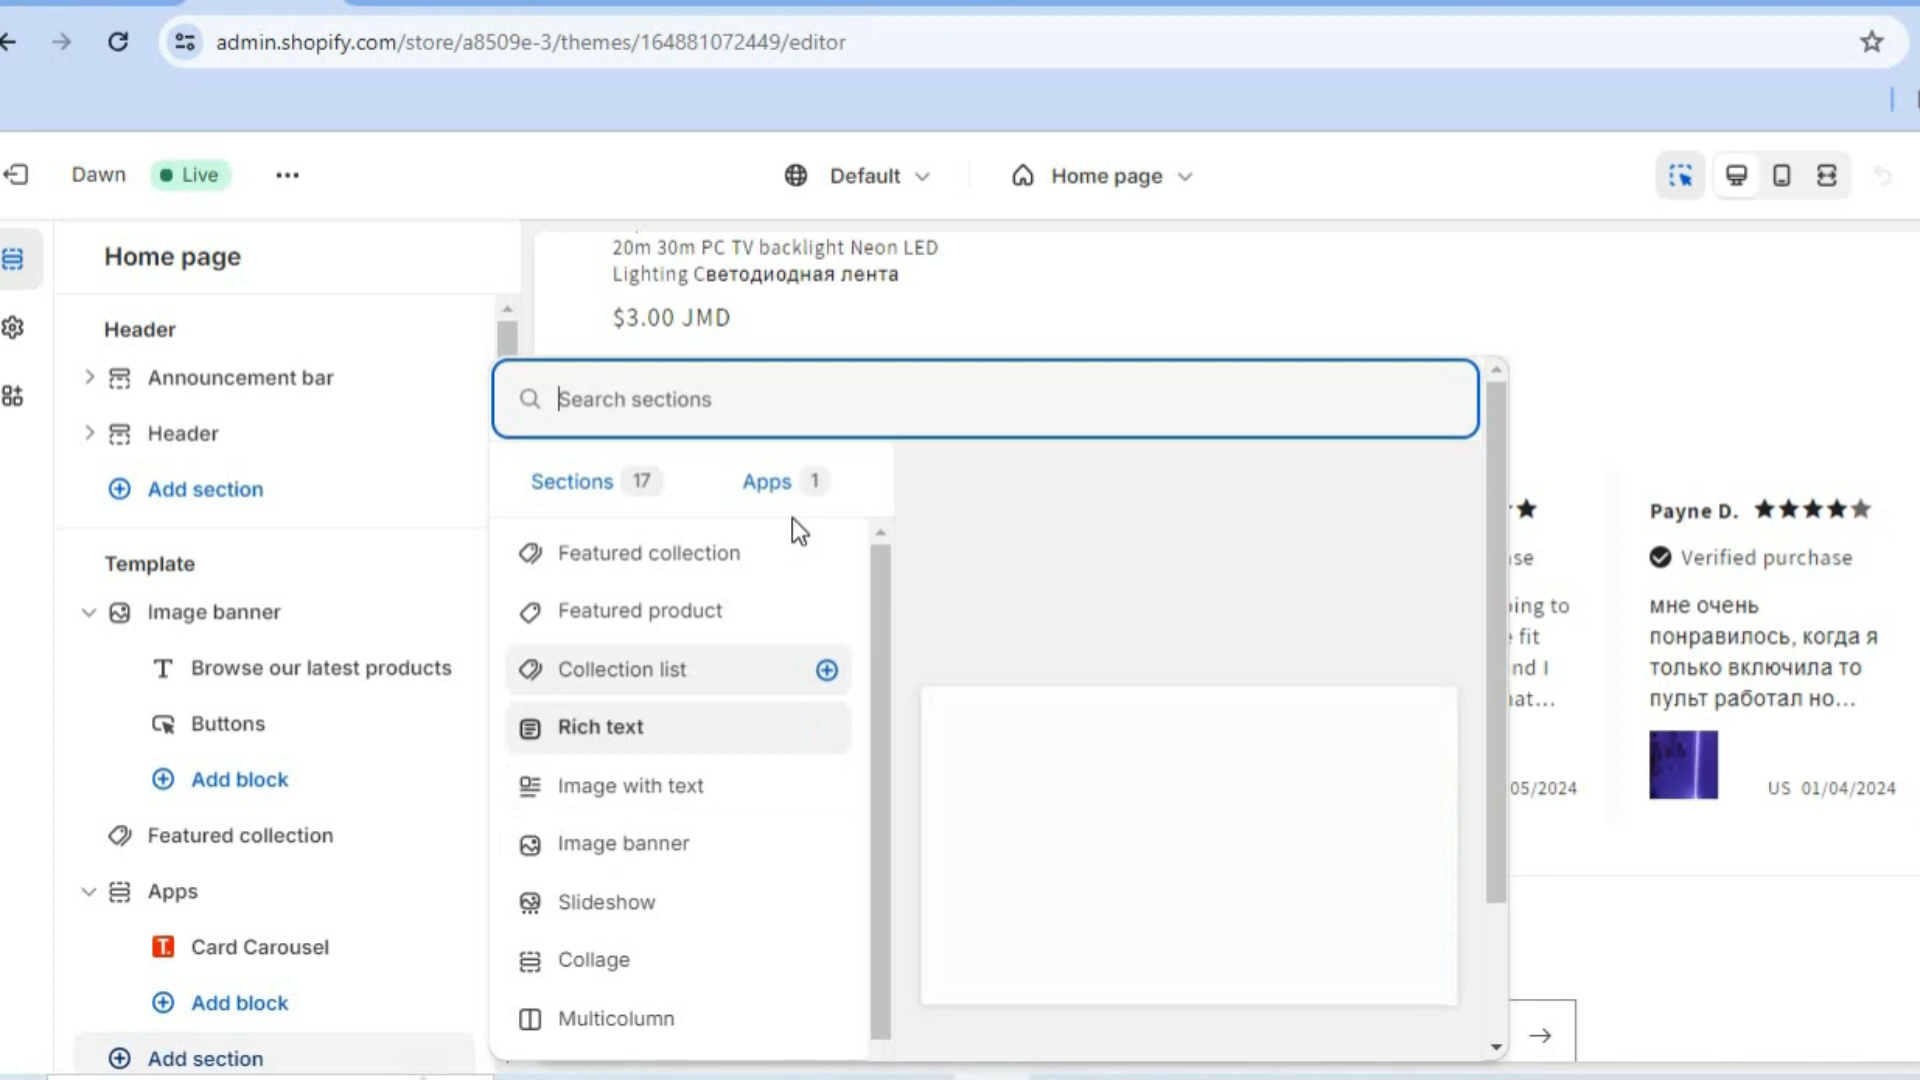 admin.shopify.com/store/a8509e-3/themes/164881072449/editor
Dawn
Live
Default
Home page
Home page
Header
Announcement bar
Header
Add section
Template
Image banner
Browse our latest products
Buttons
Add block
Featured collection
Apps
T. Card Carousel
Add block
Add section
20m 30m PC TV backlight Neon LED
Lighting Светодиодная лента
$3.00 JMD
Search sections
Sections 17
Apps 1
Featured collection
Featured product
Collection list
Rich text
Image with text
Image banner
Slideshow
Collage
Multicolumn
05/2024
Payne D.
Verified purchase
мне очень
понравилось, когда я
только включила то
пульт работал но...
US 01/04/2024